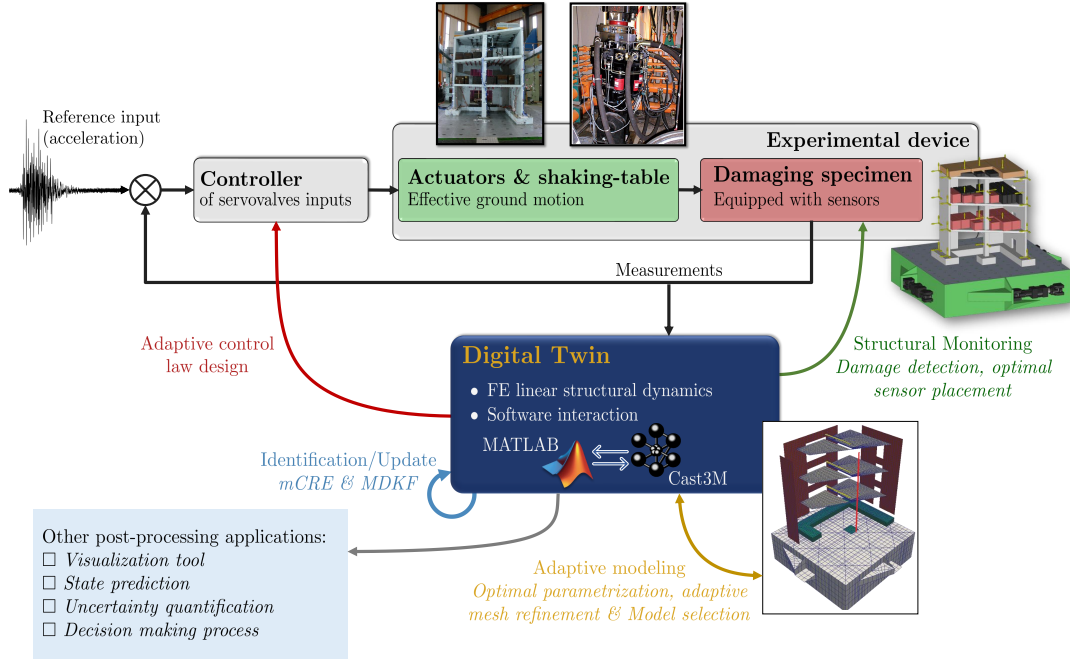 Reference input
(acceleration)
Experimental device
Controller
of servovalves inputs
Actuators & shaking-table
Effective ground motion
Damaging specimen
Equipped with sensors
Measurements
Adaptive control
law design
Digital Twin
• FE linear structural dynamics
• Software interaction
MATLAB
Cast3M
Structural Monitoring
Damage detection, optimal
sensor placement
Identification/Update
mCRE & MDKF
Other post-processing applications:
☐ Visualization tool
☐ State prediction
☐ Uncertainty quantification
☐ Decision making process
Adaptive modeling
Optimal parametrization, adaptive
mesh refinement & Model selection